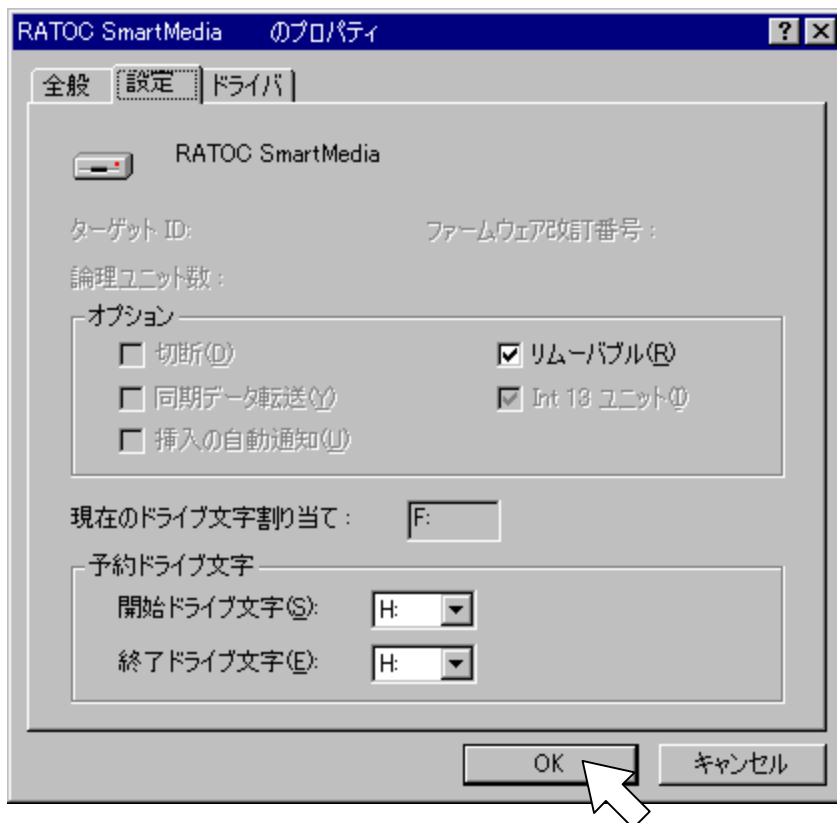 RATOC SmartMedia のプロパティ
全般 設定 ドライバ
RATOC SmartMedia
ターゲット ID: ファームウェア改訂番号 :
論理ユニット数 :
オプション
切断(D) リムーバブル(R)
同期データ転送(Y) Int 13 ユニット(I)
挿入の自動通知(U)
現在のドライブ文字割り当て : F:
予約ドライブ文字
開始ドライブ文字(S): H:
終了ドライブ文字(E): H:
OK キャンセル